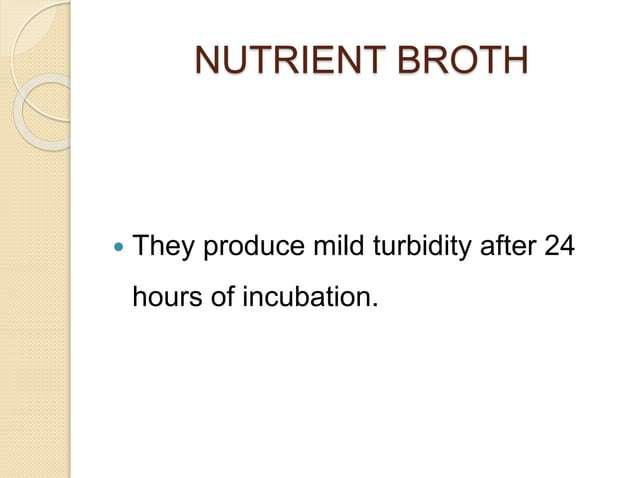 NUTRIENT BROTH
• They produce mild turbidity after 24
hours of incubation.